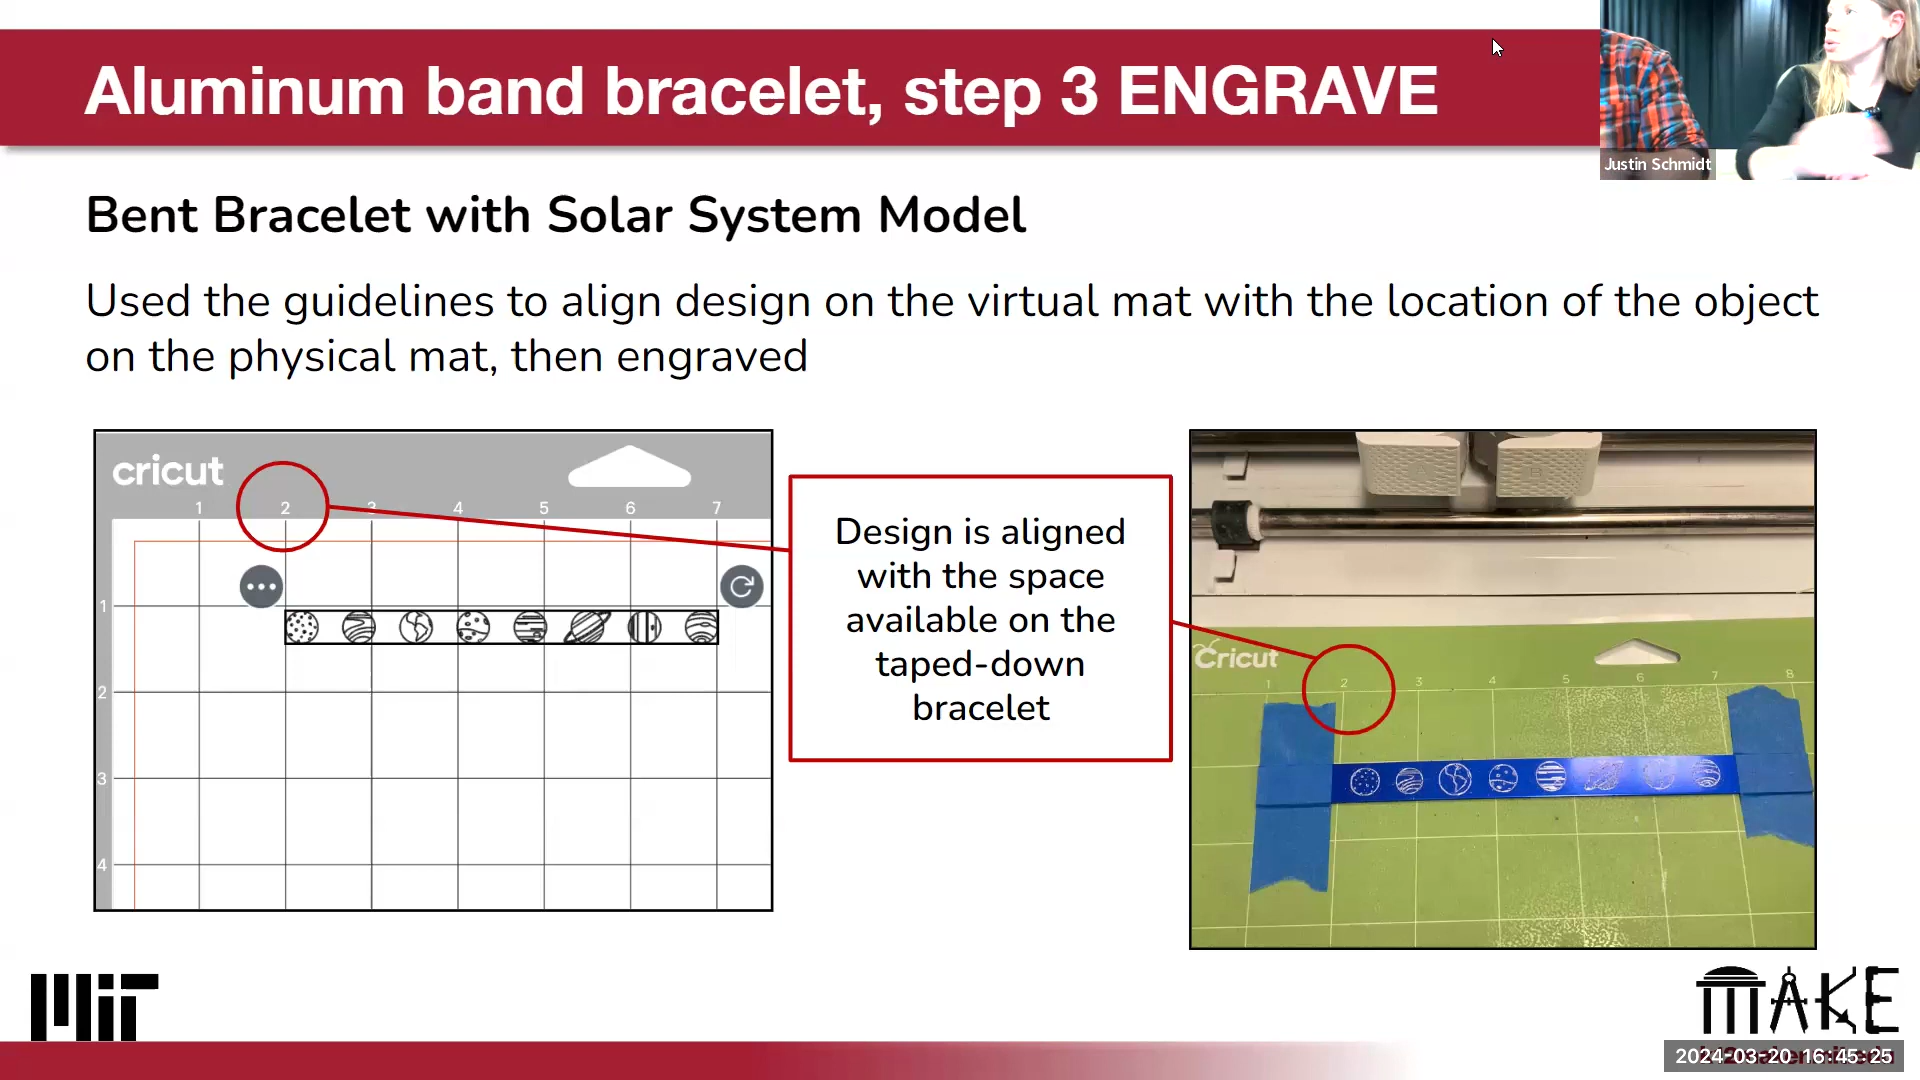 Aluminum band bracelet, step 3 ENGRAVE
Justin Schmidt
Bent Bracelet with Solar System Model
Used the guidelines to align design on the virtual mat with the location of the object
on the physical mat, then engraved
cricut
1 2 3 4 5 6 7
1
2
3
4
Design is aligned
with the space
available on the
taped-down
bracelet
A B
Cricut
1 2 3 4 5 6 7 8
MIT
MAKE
2024-03-20 16:45:25